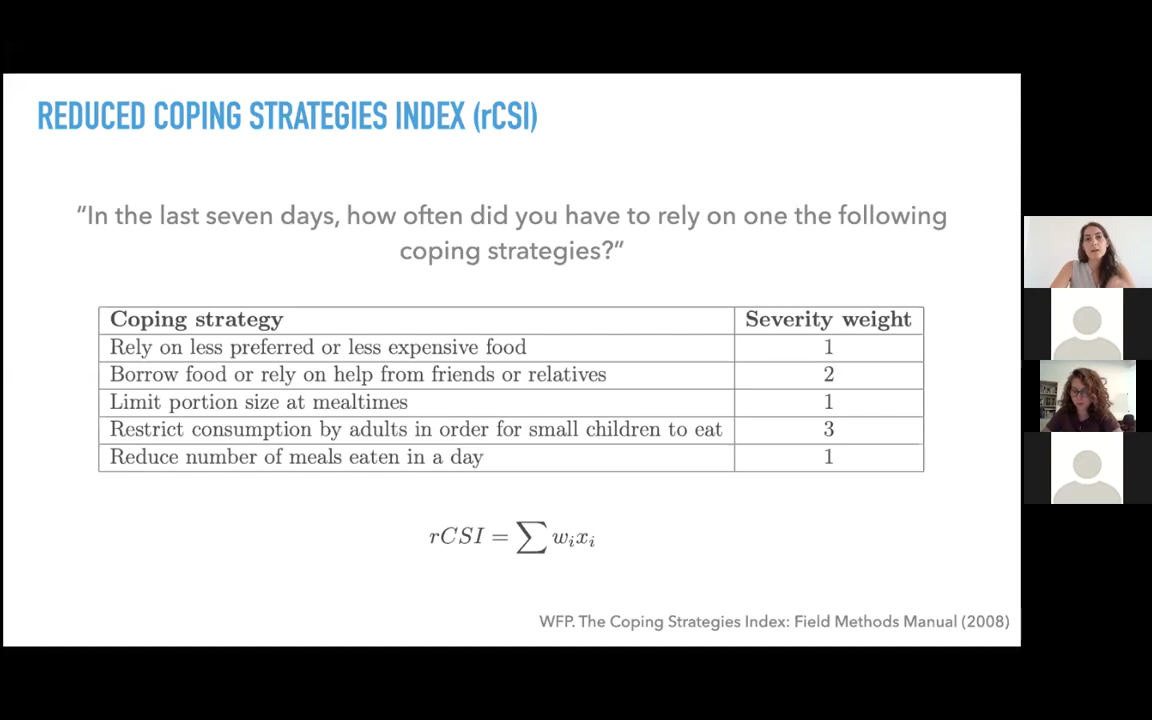 REDUCED COPING STRATEGIES INDEX (rCSI)
“In the last seven days, how often did you have to rely on one the following
coping strategies?”
Coping strategy Severity weight
Rely on less preferred or less expensive food 1
Borrow food or rely on help from friends or relatives 2
Limit portion size at mealtimes 1
Restrict consumption by adults in order for small children to eat 3
Reduce number of meals eaten in a day 1
rCSI = ∑ wᵢxᵢ
WFP. The Coping Strategies Index: Field Methods Manual (2008)